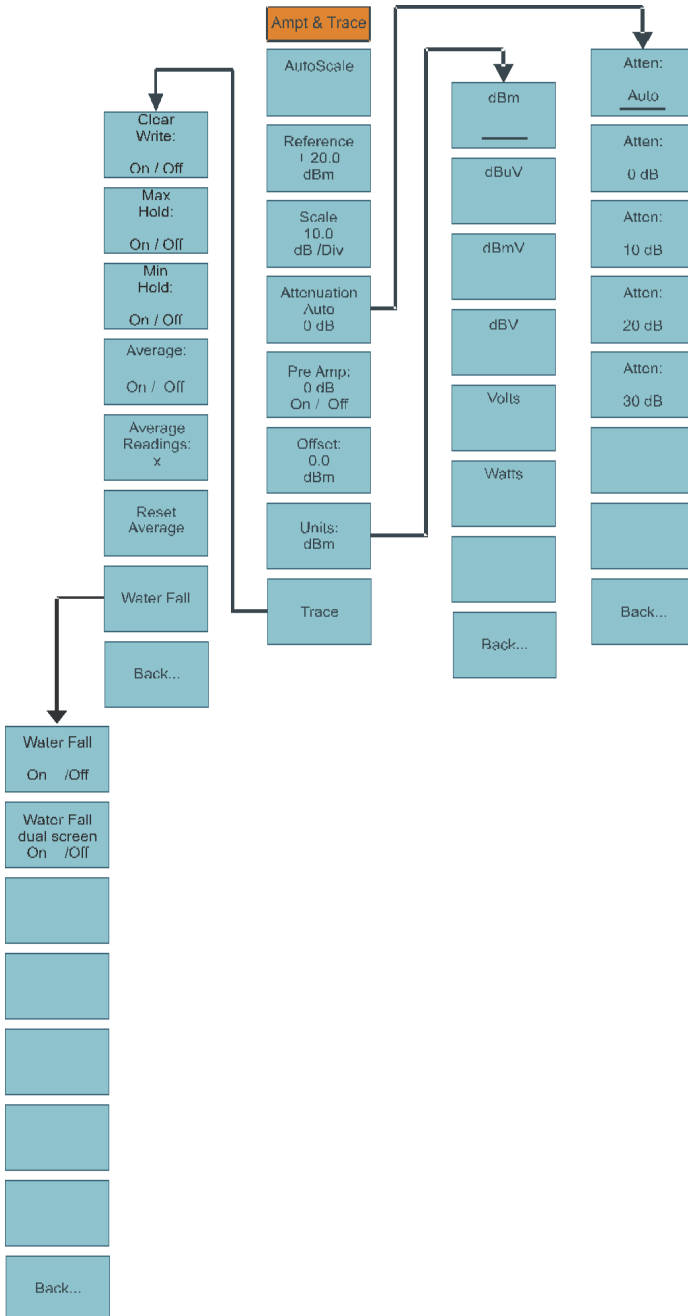 Ampt & Trace
AutoScale
Reference
+ 20.0
dBm
Scale
10.0
dB /Div
Attenuation
Auto
0 dB
Pre Amp:
0 dB
On / Off
Offset:
0.0
dBm
Units:
dBm
Trace
Clear
Write:
On / Off
Max
Hold:
On / Off
Min
Hold:
On / Off
Average:
On / Off
Average
Readings:
x
Reset
Average
Water Fall
Back...
Water Fall
On /Off
Water Fall
dual screen
On /Off
Back...
dBm
dBuV
dBmV
dBV
Volts
Watts
Back...
Atten:
Auto
Atten:
0 dB
Atten:
10 dB
Atten:
20 dB
Atten:
30 dB
Back...